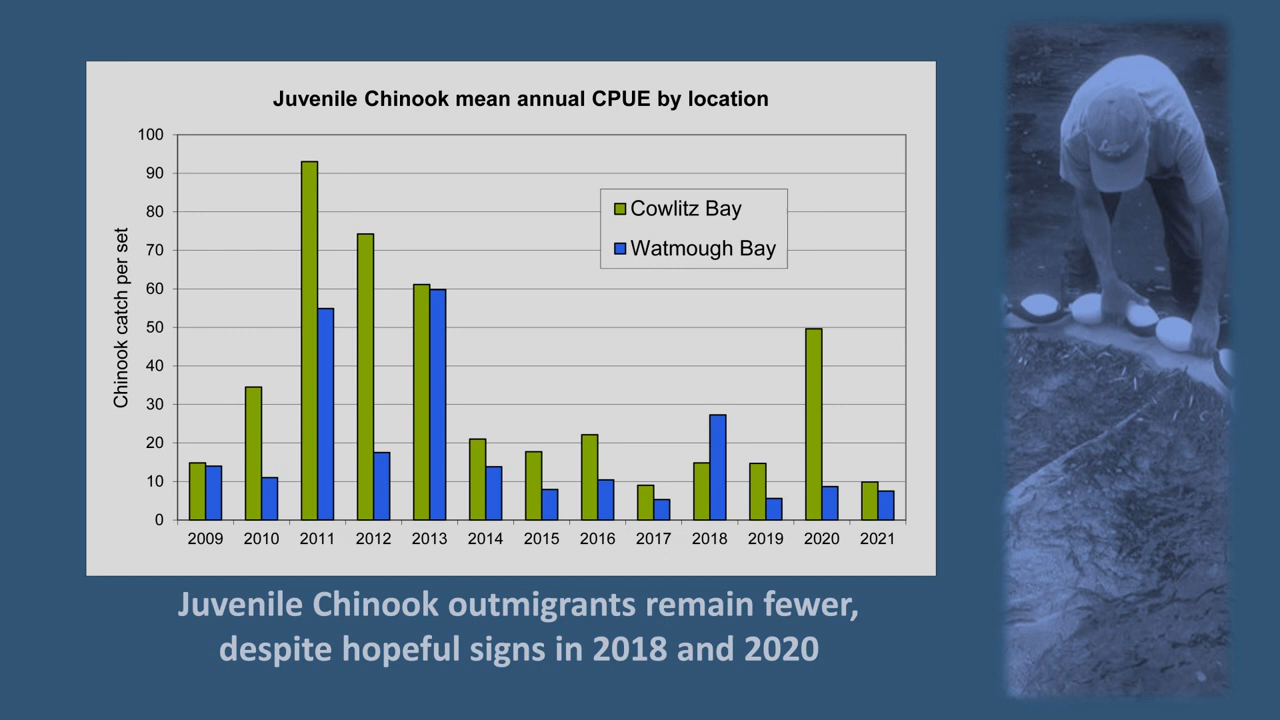 Juvenile Chinook mean annual CPUE by location
Chinook catch per set
100
90
80
70
60
50
40
30
20
10
0
Cowlitz Bay
Watmough Bay
2009 2010 2011 2012 2013 2014 2015 2016 2017 2018 2019 2020 2021
Juvenile Chinook outmigrants remain fewer,
despite hopeful signs in 2018 and 2020